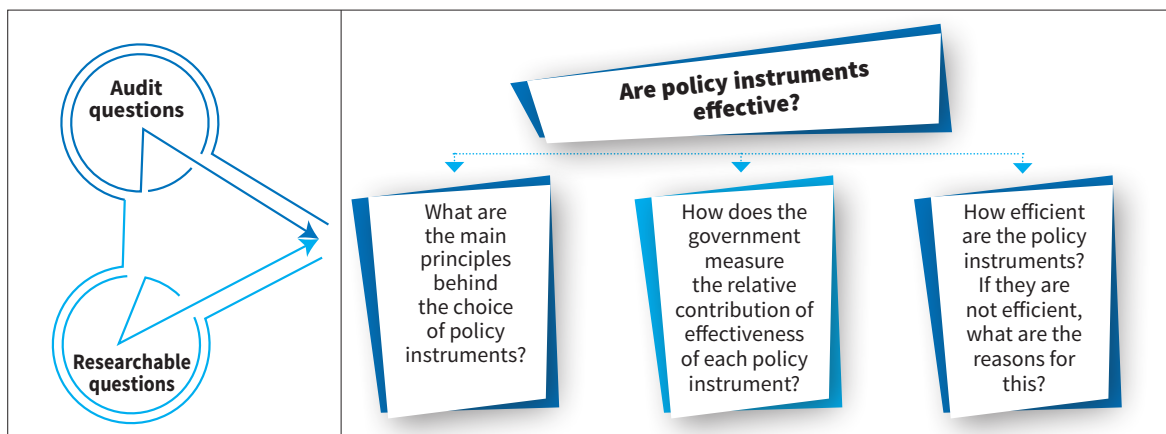 Audit
questions
Researchable
questions
Are policy instruments
effective?
What are
the main
principles
behind
the choice
of policy
instruments?
How does the
government
measure
the relative
contribution of
effectiveness
of each policy
instrument?
How efficient
are the policy
instruments?
If they are
not efficient,
what are the
reasons for
this?